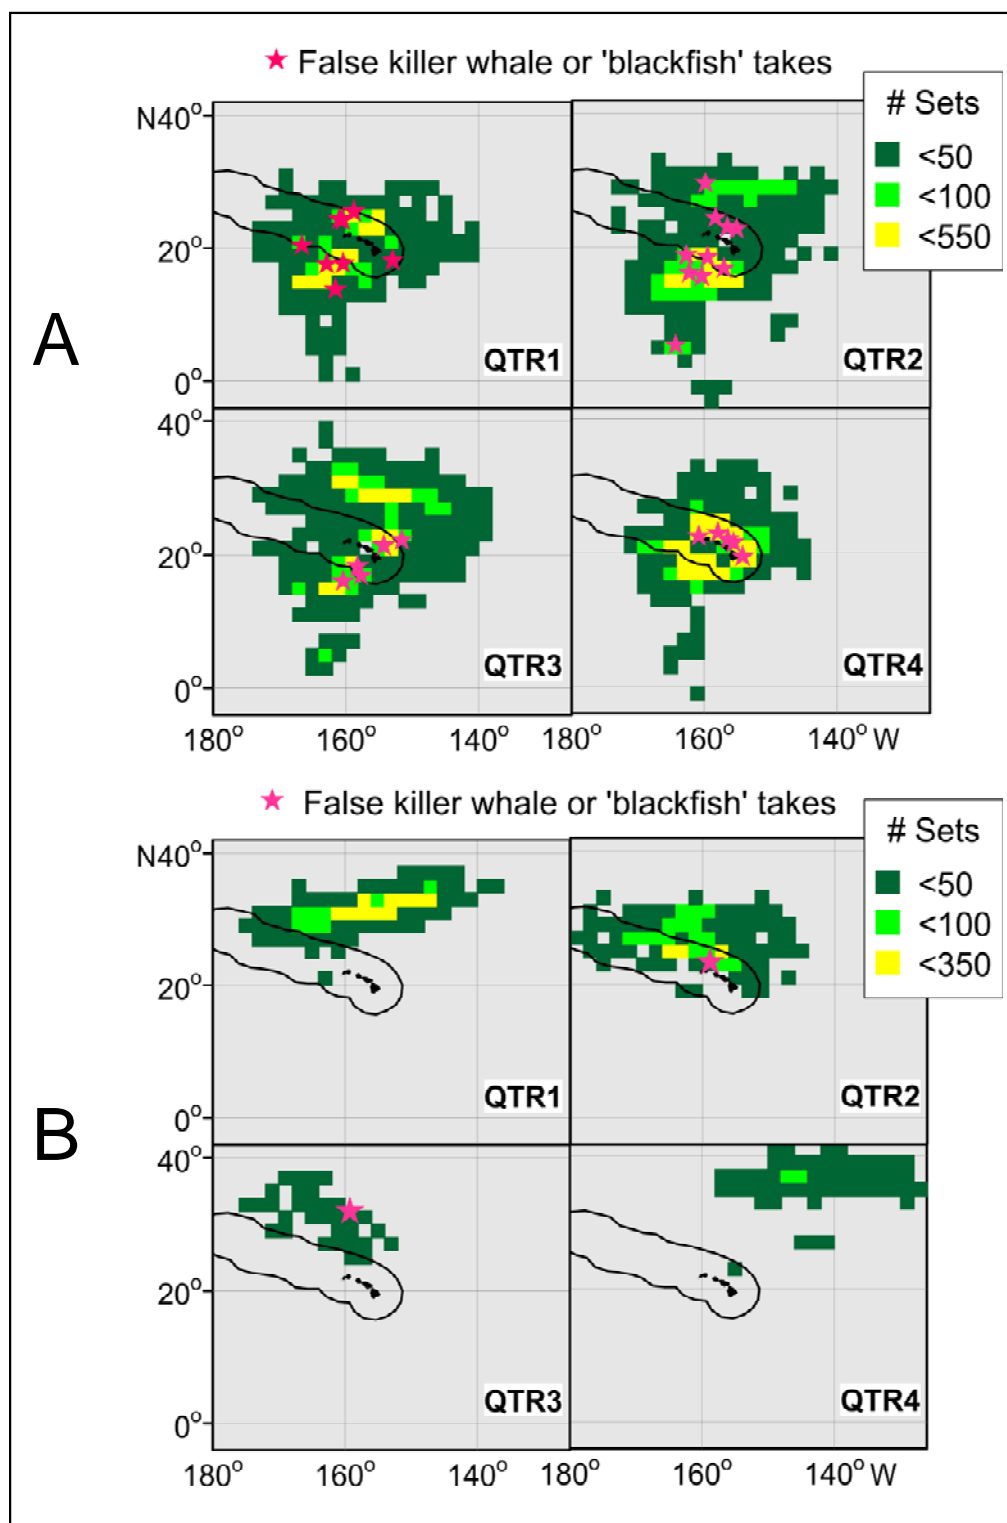 ★ False killer whale or 'blackfish' takes
# Sets
<50
<100
<550
A
N40°
20°
0°
QTR1
QTR2
40°
20°
0°
QTR3
QTR4
180° 160° 140° 180° 160° 140° W
★ False killer whale or 'blackfish' takes
# Sets
<50
<100
<350
B
N40°
20°
0°
QTR1
QTR2
40°
20°
0°
QTR3
QTR4
180° 160° 140° 180° 160° 140° W